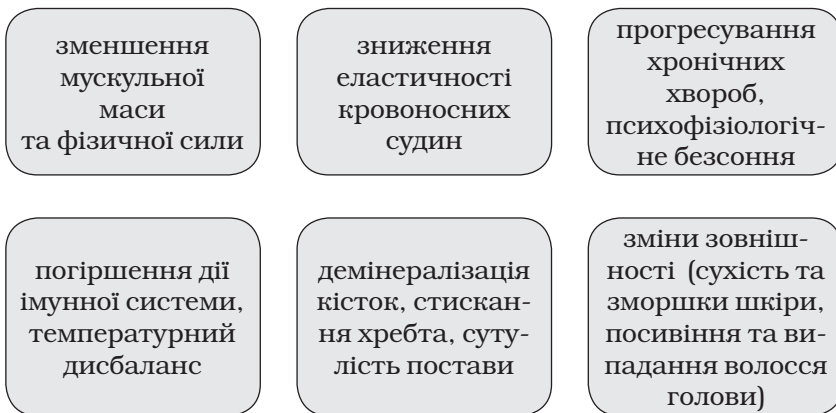 зменшення
мускульної
маси
та фізичної сили
зниження
еластичності
кровоносних
судин
прогресування
хронічних
хвороб,
психофізіологіч-
не безсоння
погіршення дії
імунної системи,
температурний
дисбаланс
демінералізація
кісток, стискан-
ня хребта, суту-
лість постави
зміни зовніш-
ності (сухість та
зморшки шкіри,
посивіння та ви-
падання волосся
голови)